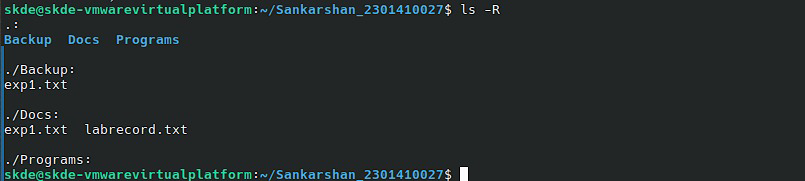 skde@skde-vmwarevirtualplatform:~/Sankarshan_2301410027$ ls -R
.:
Backup  Docs  Programs
./Backup:
exp1.txt
./Docs:
exp1.txt  labrecord.txt
./Programs:
skde@skde-vmwarevirtualplatform:~/Sankarshan_2301410027$